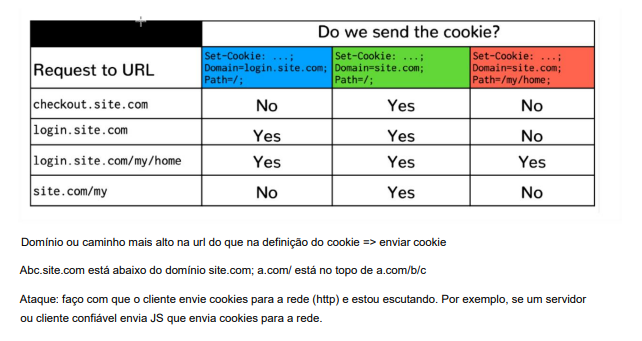 Do we send the cookie?
Request to URL
Set-Cookie: ...;
Domain=login.site.com;
Path=/;
Set-Cookie: ...;
Domain=site.com;
Path=/;
Set-Cookie: ...;
Domain=site.com;
Path=/my/home;
checkout.site.com No Yes No
login.site.com Yes Yes No
login.site.com/my/home Yes Yes Yes
site.com/my No Yes No
Domínio ou caminho mais alto na url do que na definição do cookie => enviar cookie
Abc.site.com está abaixo do domínio site.com; a.com/ está no topo de a.com/b/c
Ataque: faço com que o cliente envie cookies para a rede (http) e estou escutando. Por exemplo, se um servidor
ou cliente confiável envia JS que envia cookies para a rede.